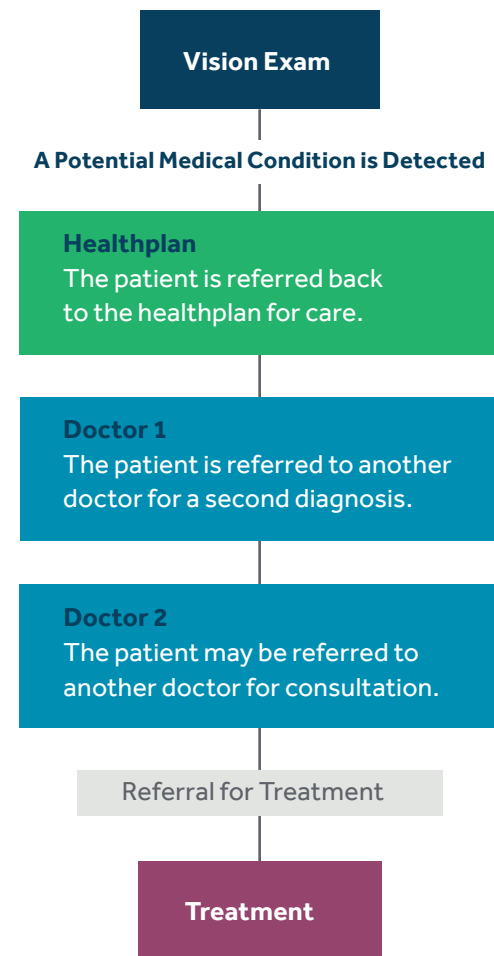 Vision Exam
A Potential Medical Condition is Detected
Healthplan
The patient is referred back
to the healthplan for care.
Doctor 1
The patient is referred to another
doctor for a second diagnosis.
Doctor 2
The patient may be referred to
another doctor for consultation.
Referral for Treatment
Treatment